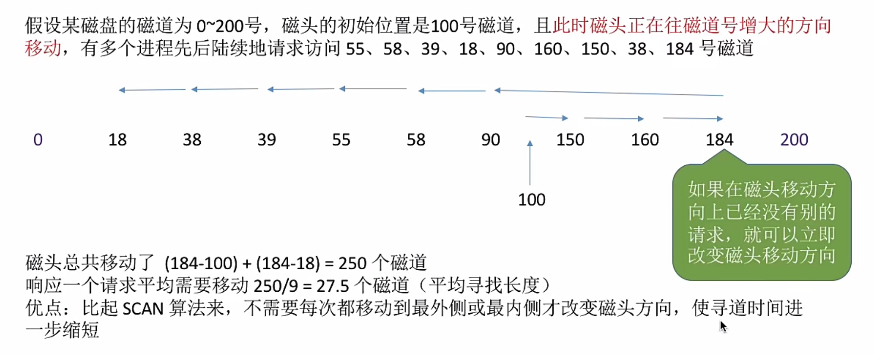 假设某磁盘的磁道为 0~200号，磁头的初始位置是100号磁道，且此时磁头正在往磁道号增大的方向
移动，有多个进程先后陆续地请求访问 55、58、39、18、90、160、150、38、184 号磁道
0 18 38 39 55 58 90 150 160 184 200
100
如果在磁头移动方
向上已经没有别的
请求，就可以立即
改变磁头移动方向
磁头总共移动了 (184-100) + (184-18) = 250 个磁道
响应一个请求平均需要移动 250/9 = 27.5 个磁道（平均寻找长度）
优点：比起 SCAN 算法来，不需要每次都移动到最外侧或最内侧才改变磁头方向，使寻道时间进
一步缩短